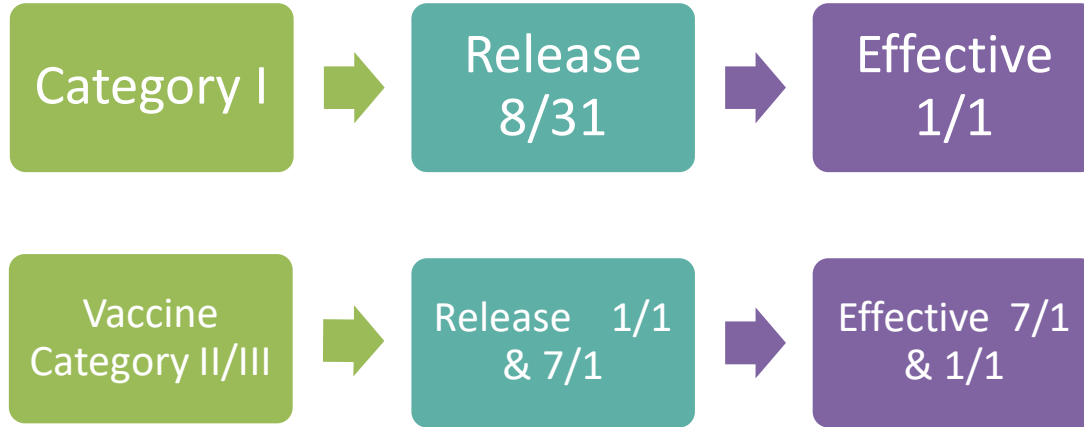 Category I
Release
8/31
Effective
1/1
Vaccine
Category II/III
Release 1/1
& 7/1
Effective 7/1
& 1/1